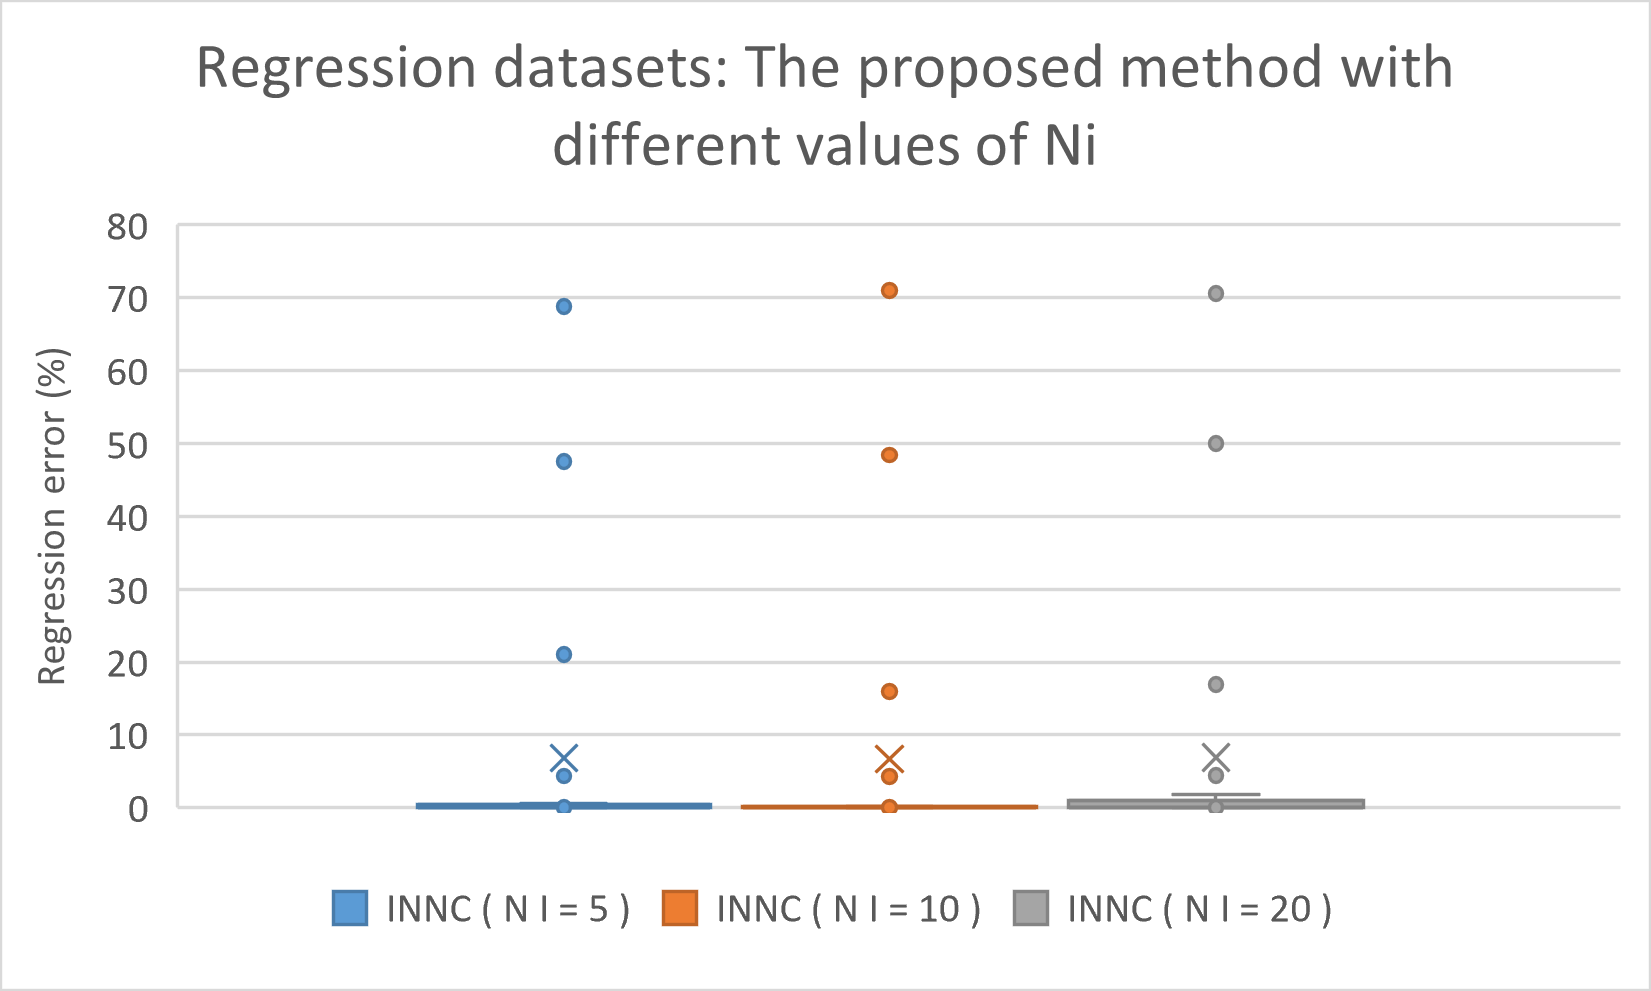 Regression datasets: The proposed method with
different values of Ni
Regression error (%)
80
70
60
50
40
30
20
10
0
INNC ( N I = 5 )
INNC ( N I = 10 )
INNC ( N I = 20 )